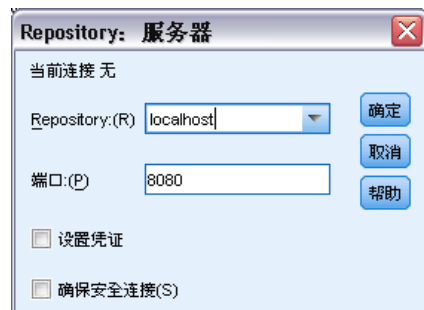 Repository: 服务器
当前连接 无
Repository:(R) localhost
确定
取消
端口:(P) 8080
帮助
设置凭证
确保安全连接(S)